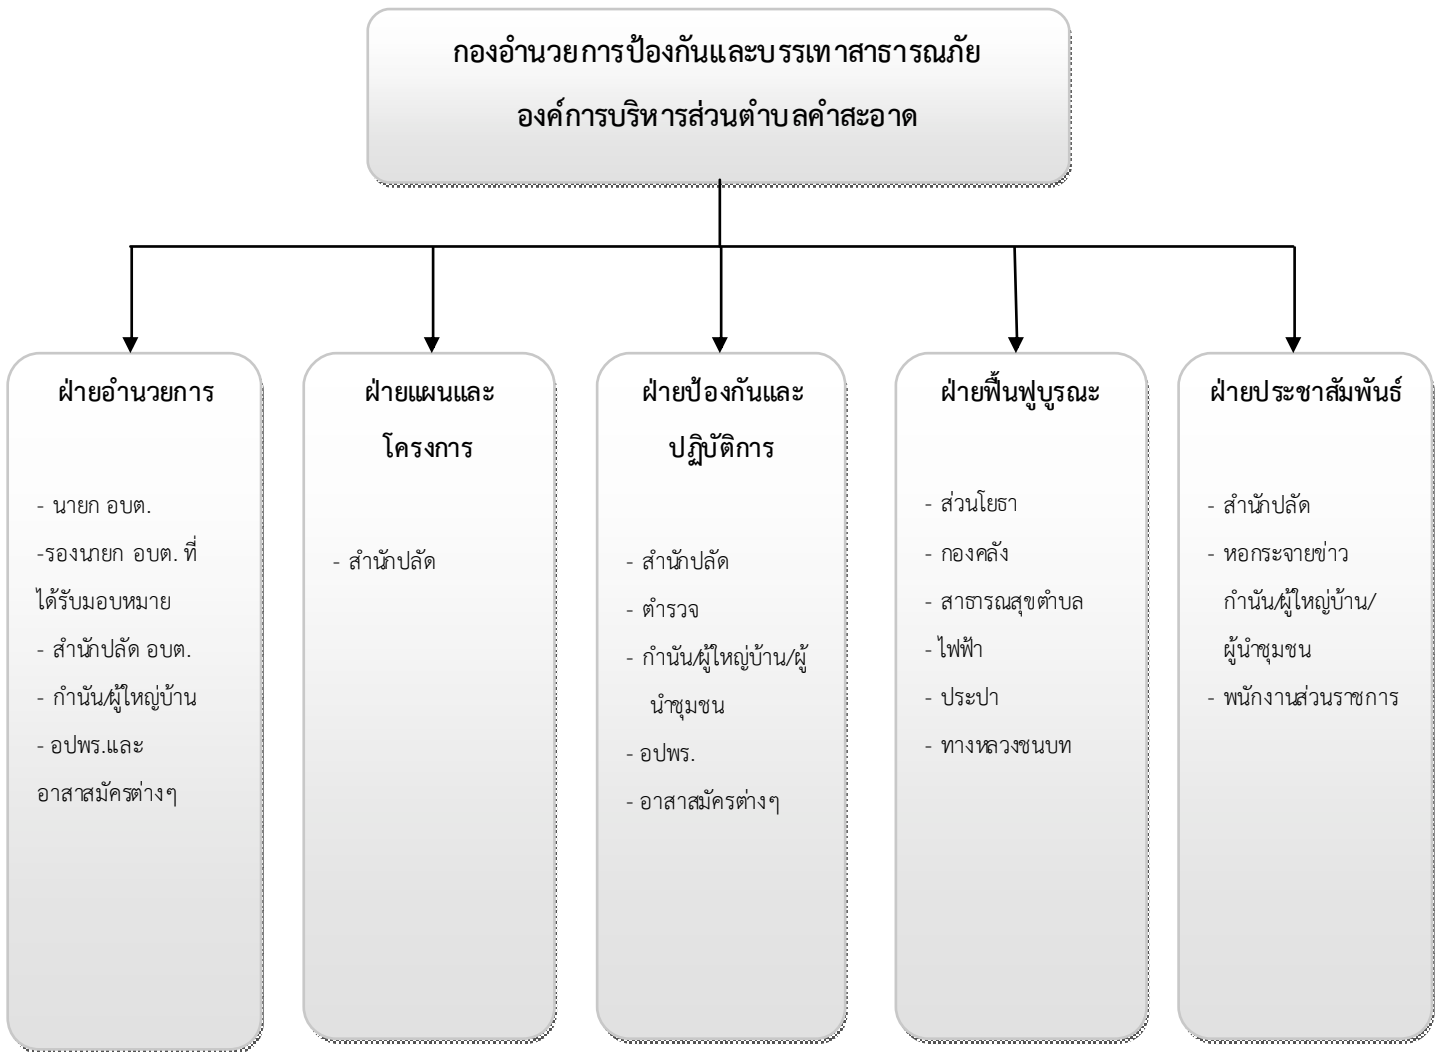 กองอำนวยการป้องกันและบรรเทาสาธารณภัย
องค์การบริหารส่วนตำบลคำสะอาด
ฝ่ายอำนวยการ
- นายก อบต.
-รองนายก อบต. ที่
ได้รับมอบหมาย
- สำนักปลัด อบต.
- กำนัน/ผู้ใหญ่บ้าน
- อปพร.และ
อาสาสมัครต่างๆ
ฝ่ายแผนและ
โครงการ
- สำนักปลัด
ฝ่ายป้องกันและ
ปฏิบัติการ
- สำนักปลัด
- ตำรวจ
- กำนัน/ผู้ใหญ่บ้าน/ผู้
นำชุมชน
- อปพร.
- อาสาสมัครต่างๆ
ฝ่ายฟื้นฟูบูรณะ
- ส่วนโยธา
- กองคลัง
- สาธารณสุขตำบล
- ไฟฟ้า
- ประปา
- ทางหลวงชนบท
ฝ่ายประชาสัมพันธ์
- สำนักปลัด
- หอกระจายข่าว
กำนัน/ผู้ใหญ่บ้าน/
ผู้นำชุมชน
- พนักงานส่วนราชการ